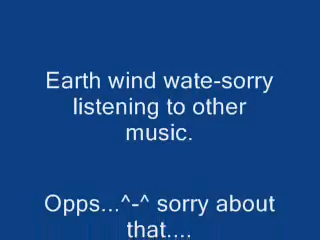 Earth wind wate-sorry
listening to other
music.
Opps...^-^ sorry about
that....